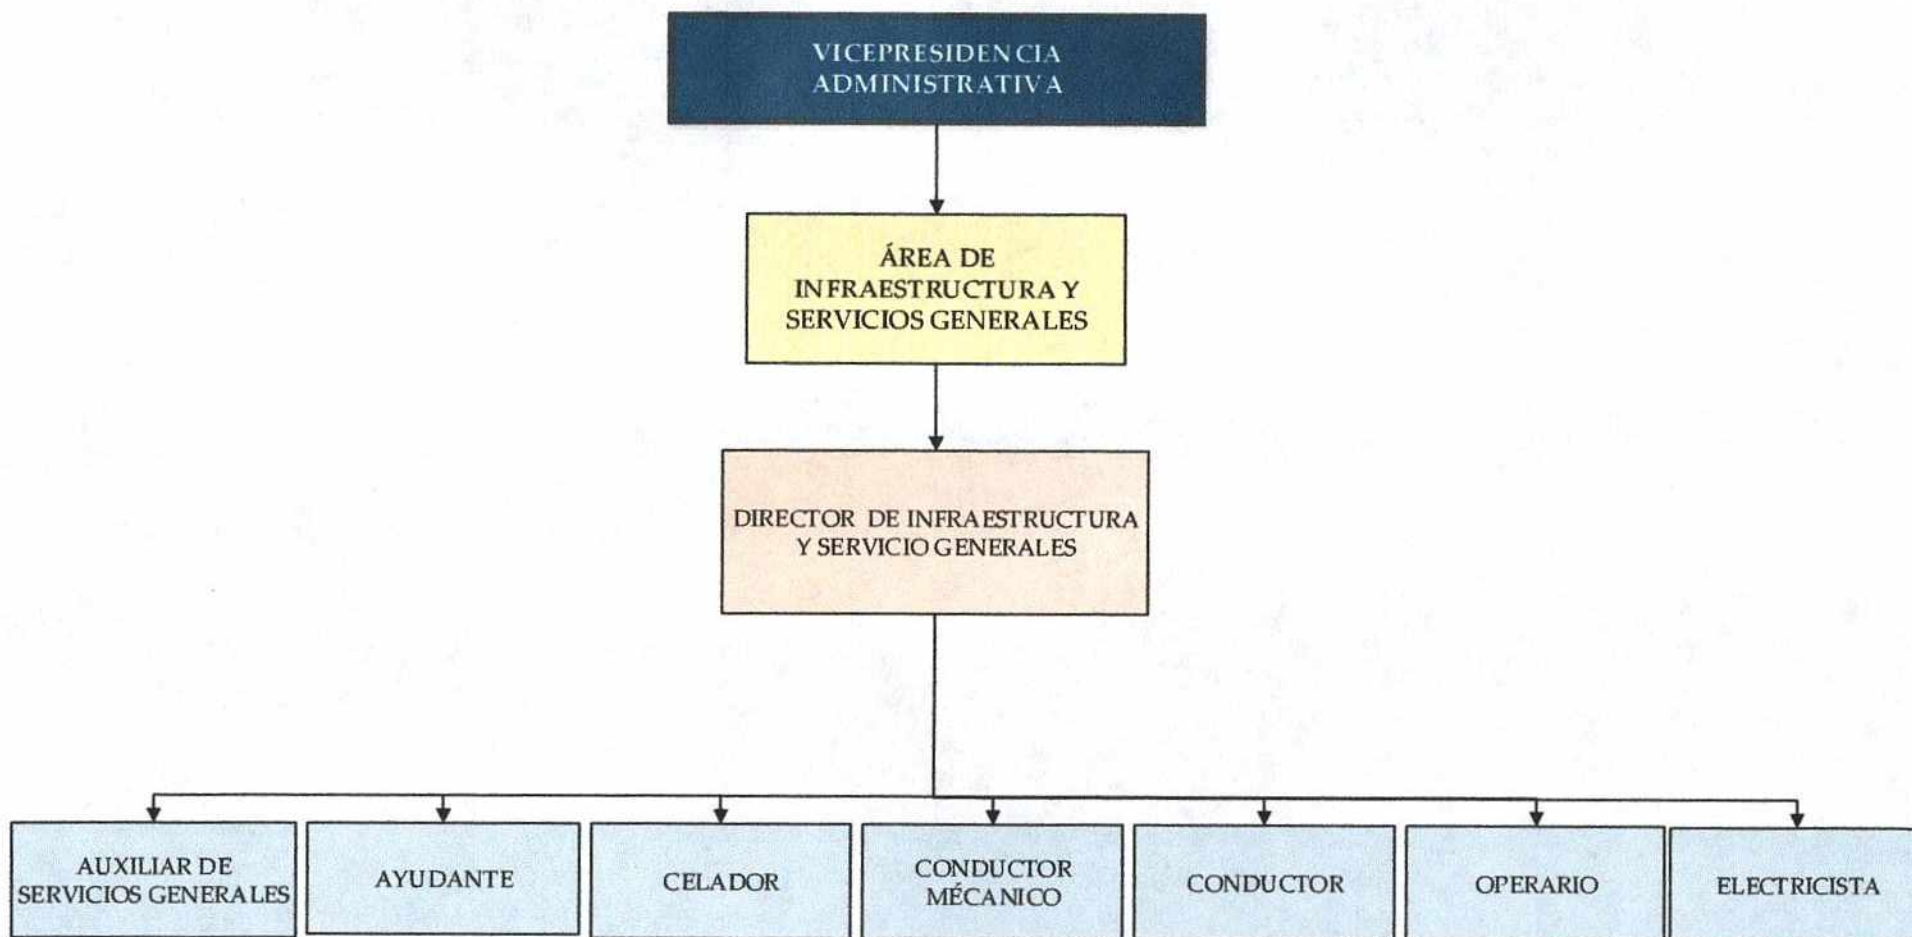 VICEPRESIDENCIA
ADMINISTRATIVA
ÁREA DE
INFRAESTRUCTURA Y
SERVICIOS GENERALES
DIRECTOR DE INFRAESTRUCTURA
Y SERVICIO GENERALES
AUXILIAR DE
SERVICIOS GENERALES
AYUDANTE
CELADOR
CONDUCTOR
MÉCANICO
CONDUCTOR
OPERARIO
ELECTRICISTA